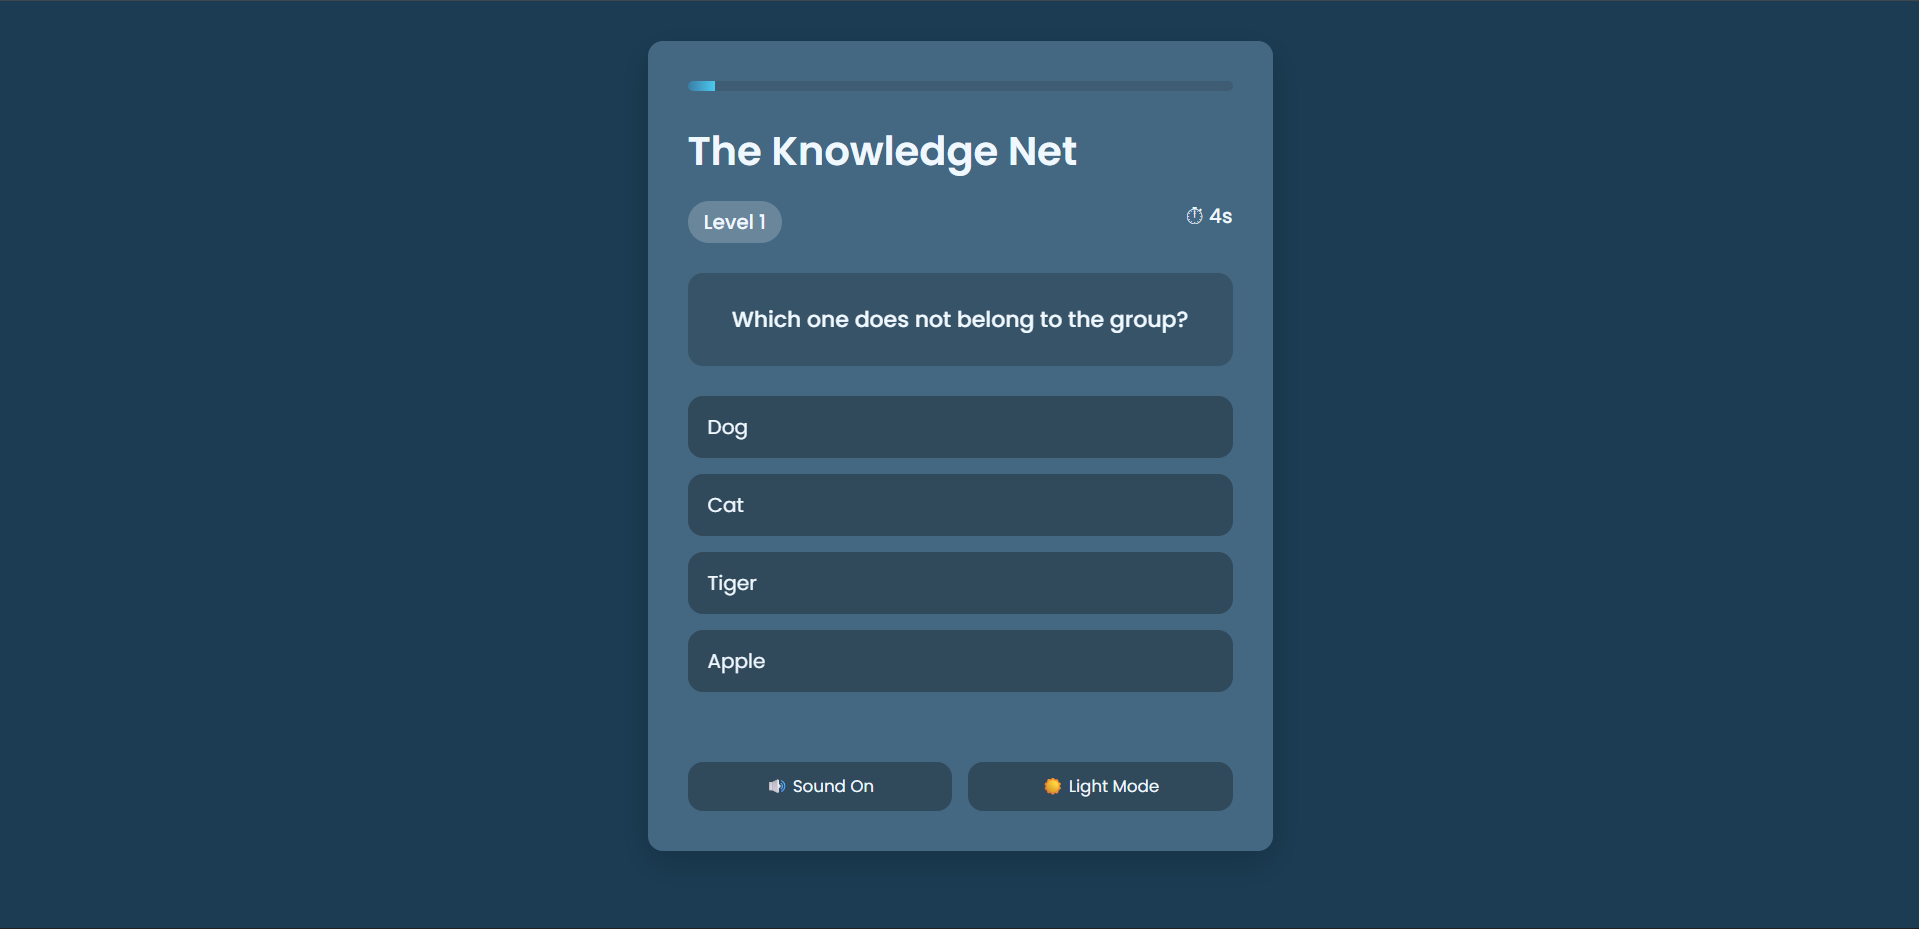 The Knowledge Net
Level 1
⏱ 4s
Which one does not belong to the group?
Dog
Cat
Tiger
Apple
🔊 Sound On
☀️ Light Mode